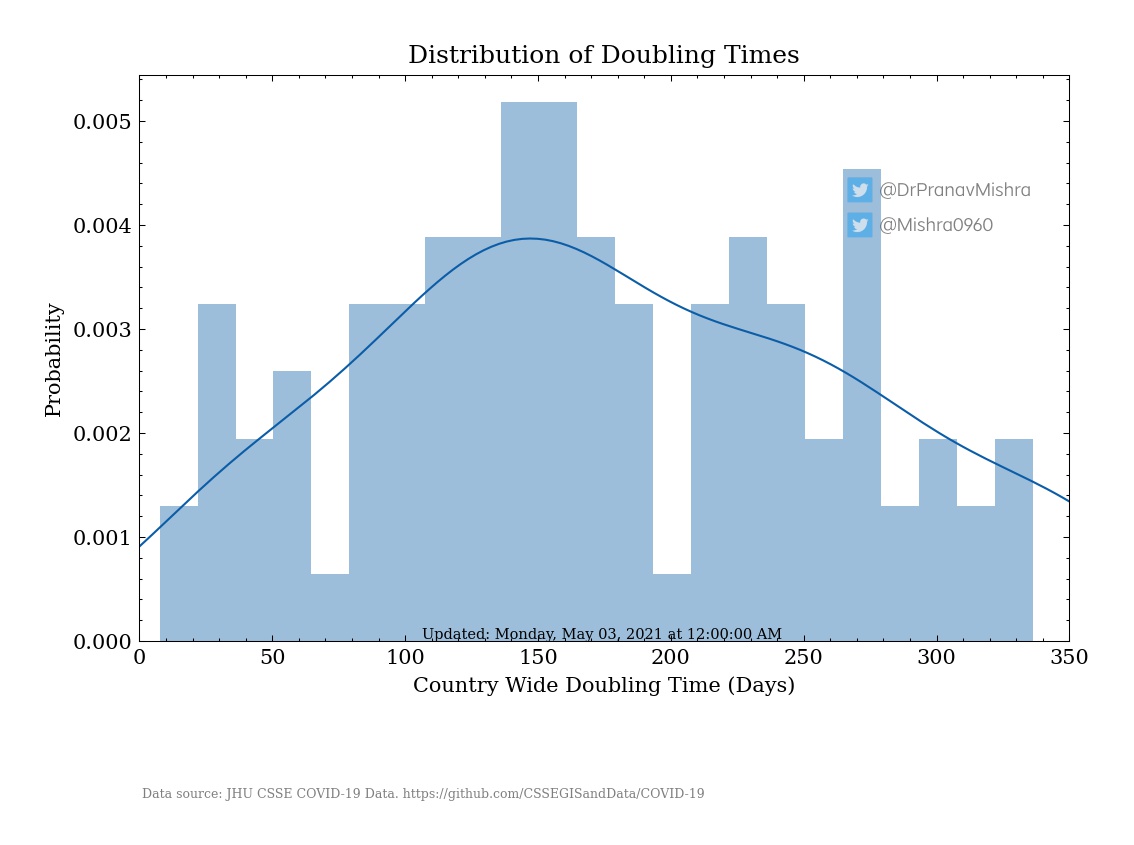 Distribution of Doubling Times
0.005
0.004
0.003
0.002
0.001
0.000
Probability
@DrPranavMishra
@Mishra0960
Updated: Monday, May 03, 2021 at 12:00:00 AM
0 50 100 150 200 250 300 350
Country Wide Doubling Time (Days)
Data source: JHU CSSE COVID-19 Data. https://github.com/CSSEGISandData/COVID-19